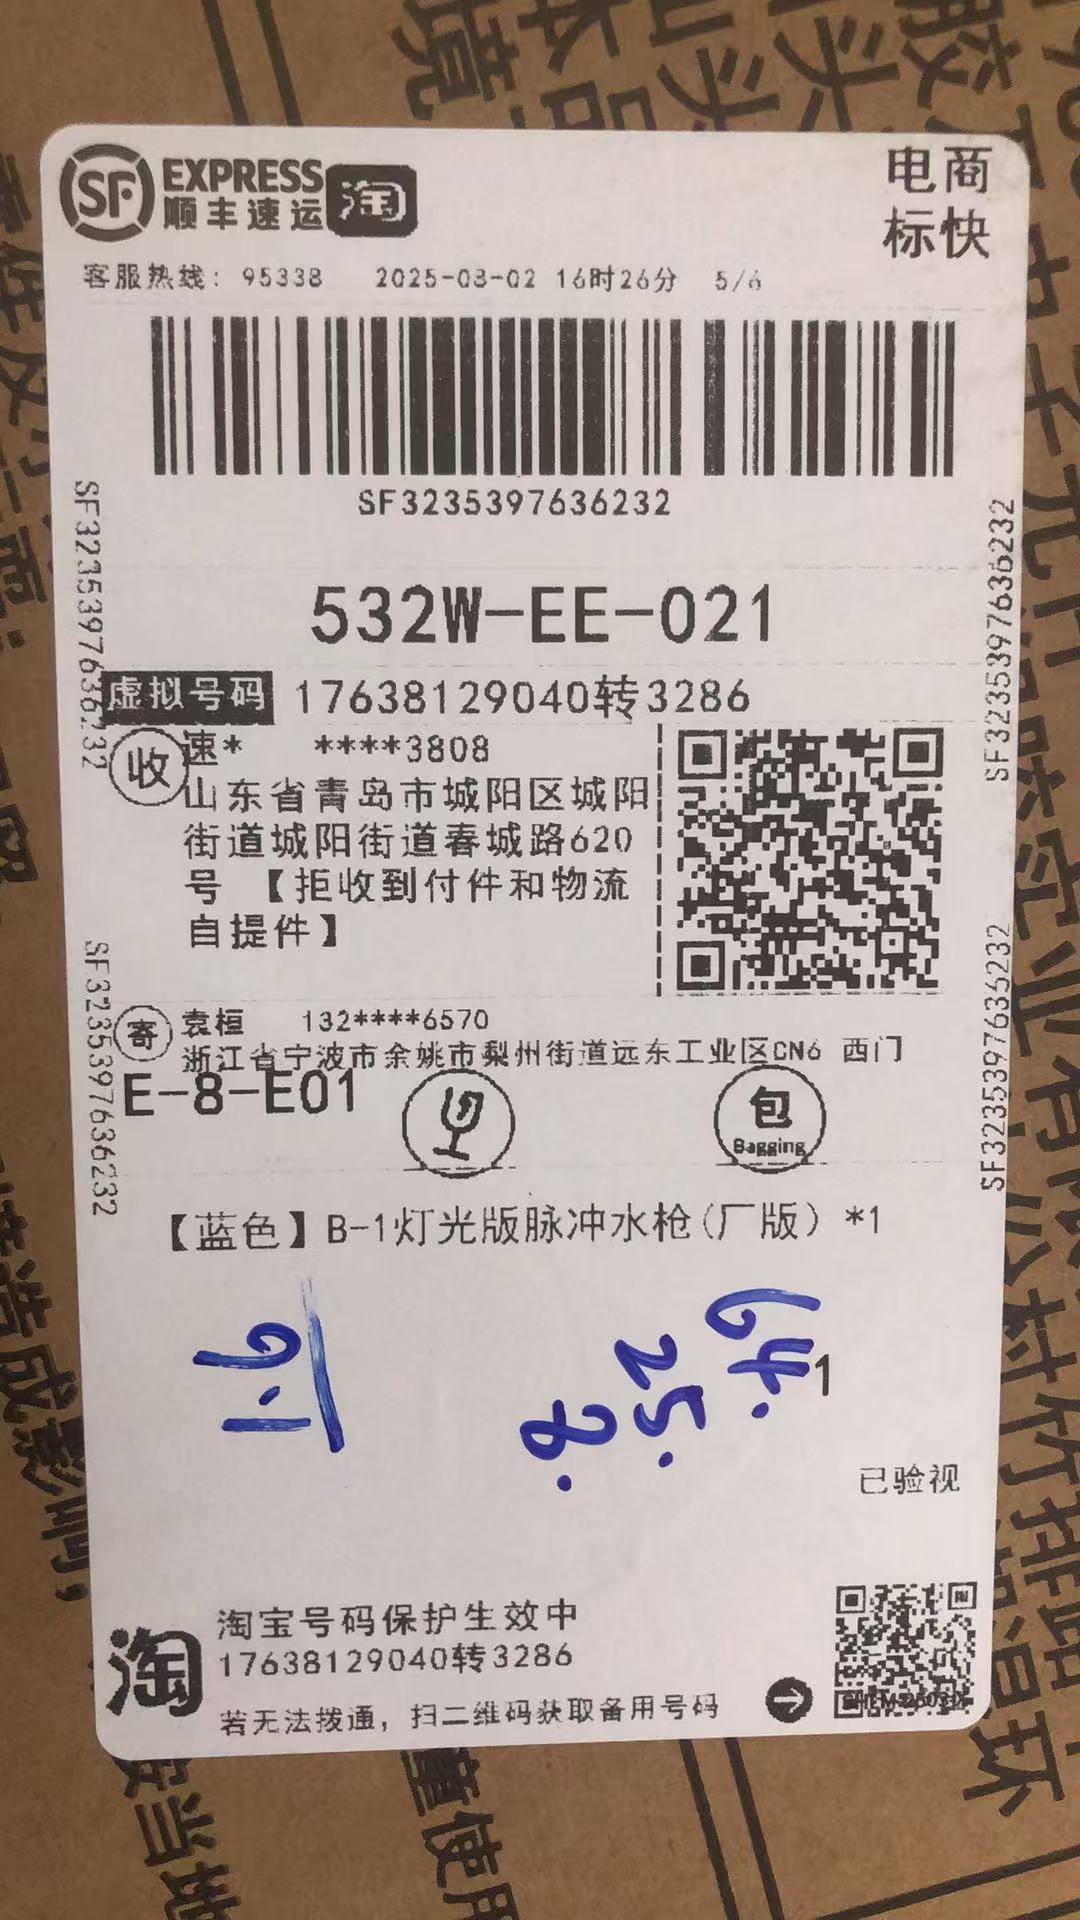 SF EXPRESS
顺丰速运
淘
电商
标快
客服热线：95338 2025-08-02 16时26分 5/6
SF3235397636232
SF3235397636232
SF3235397636232
532W-EE-021
虚拟号码 17638129040转3286
收 速* ****3808
山东省青岛市城阳区城阳
街道城阳街道春城路620
号 【拒收到付件和物流
自提件】
SF3235397636232
SF3235397636232
寄 袁桓 132****6570
浙江省宁波市余姚市梨州街道远东工业区CN6 西门
E-8-E01
包
Bagging
【蓝色】B-1灯光版脉冲水枪(厂版) *1
9.1
64.
25.
8.
1
已验视
淘
淘宝号码保护生效中
17638129040转3286
若无法拨通，扫二维码获取备用号码
造成影响，
童使用
当地